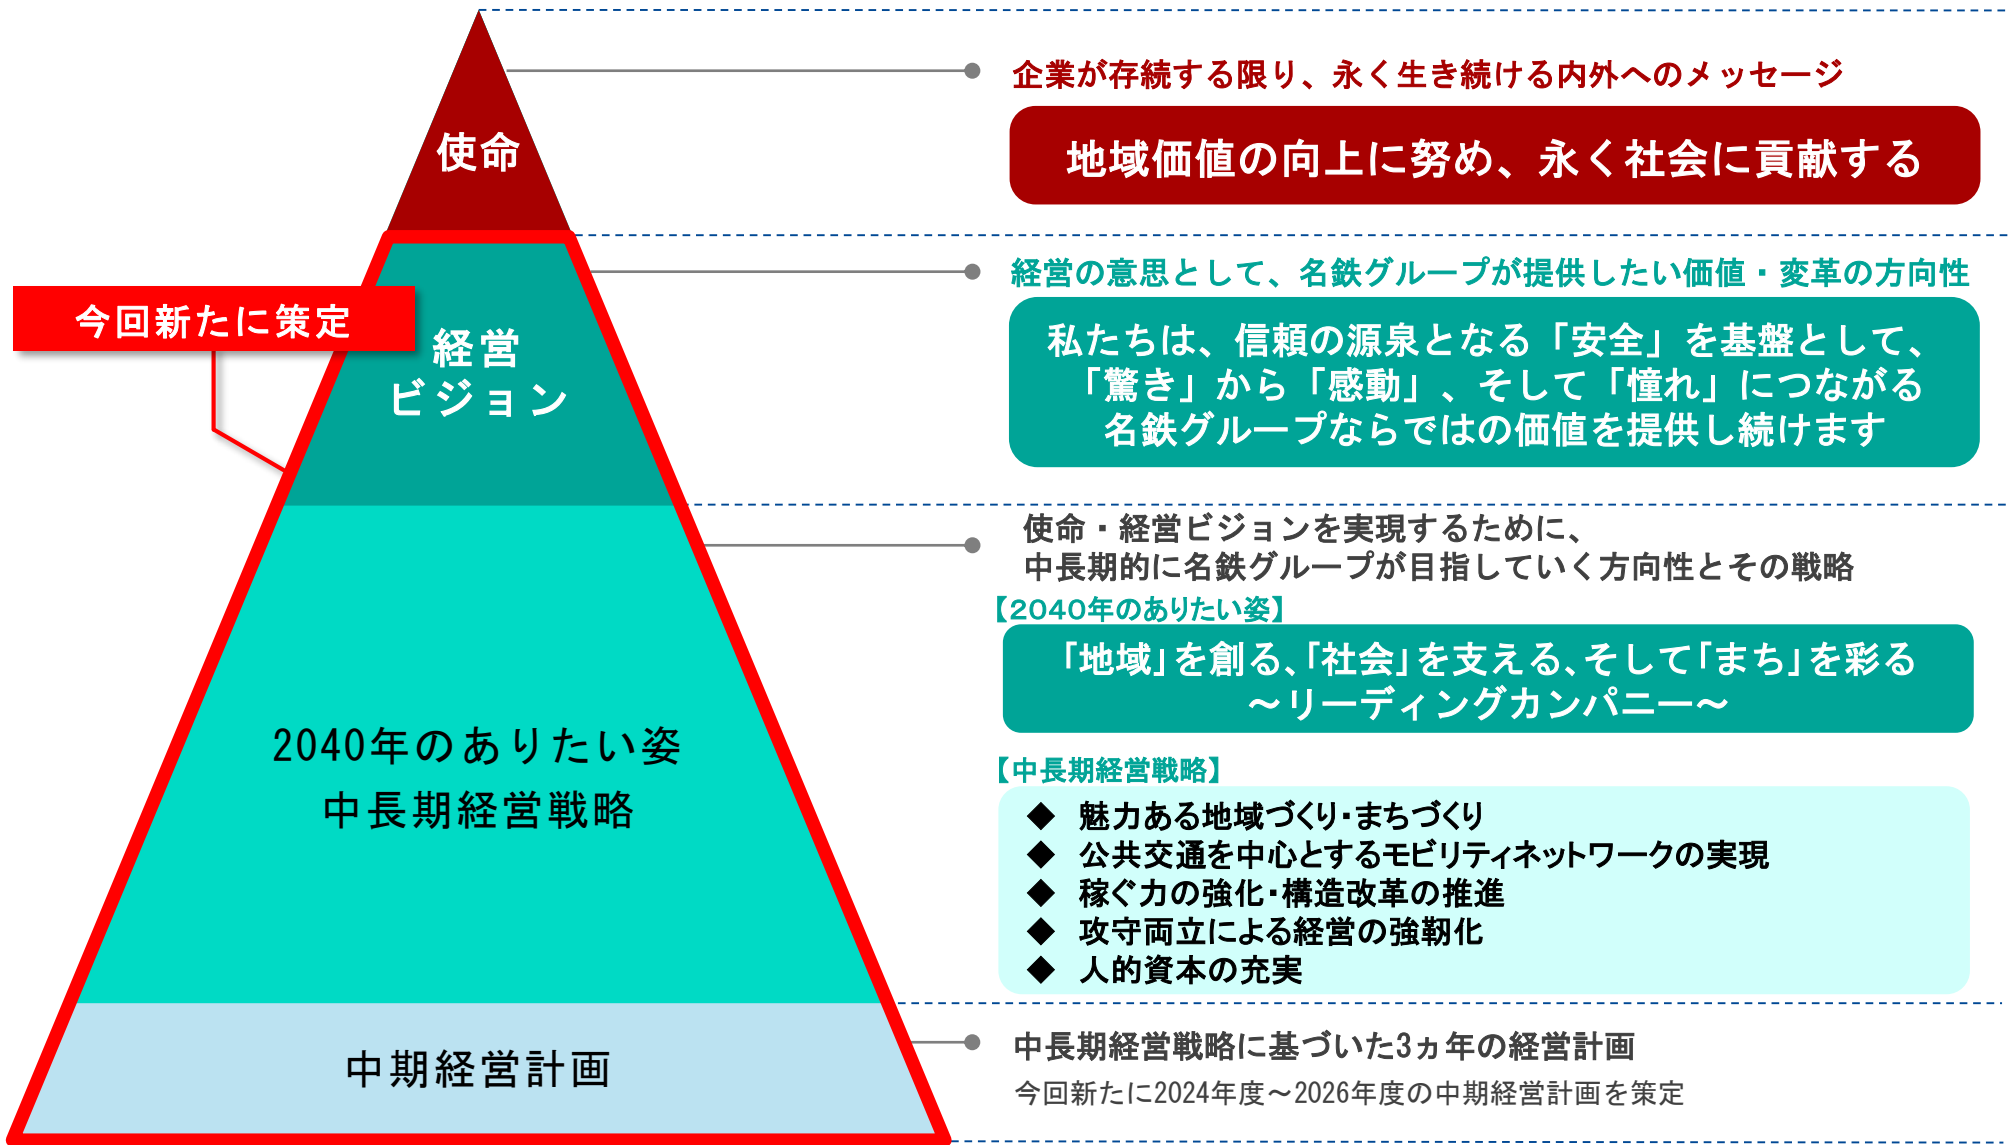 使命
企業が存続する限り、永く生き続ける内外へのメッセージ
地域価値の向上に努め、永く社会に貢献する
今回新たに策定
経営
ビジョン
経営の意思として、名鉄グループが提供したい価値・変革の方向性
私たちは、信頼の源泉となる「安全」を基盤として、
「驚き」から「感動」、そして「憧れ」につながる
名鉄グループならではの価値を提供し続けます
2040年のありたい姿
中長期経営戦略
使命・経営ビジョンを実現するために、
中長期的に名鉄グループが目指していく方向性とその戦略
【2040年のありたい姿】
「地域」を創る、「社会」を支える、そして「まち」を彩る
～リーディングカンパニー～
【中長期経営戦略】
◆ 魅力ある地域づくり・まちづくり
◆ 公共交通を中心とするモビリティネットワークの実現
◆ 稼ぐ力の強化・構造改革の推進
◆ 攻守両立による経営の強靭化
◆ 人的資本の充実
中期経営計画
中長期経営戦略に基づいた3ヵ年の経営計画
今回新たに2024年度～2026年度の中期経営計画を策定